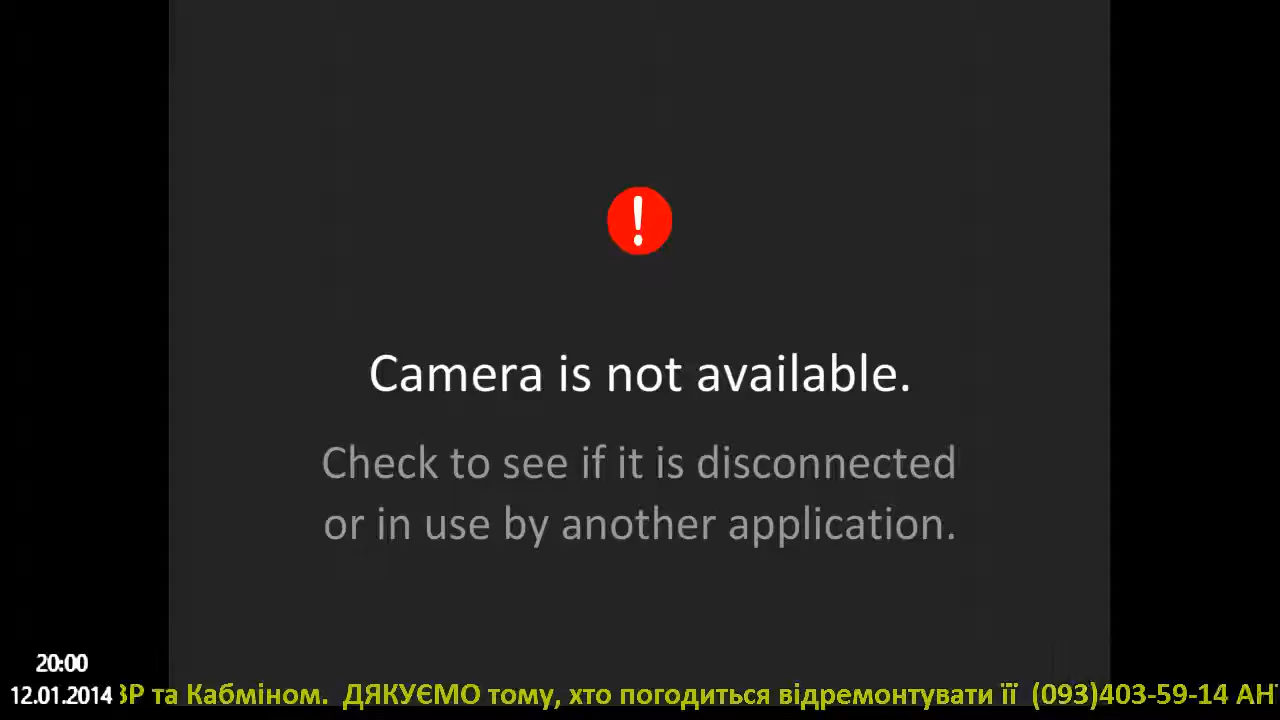 !
Camera is not available.
Check to see if it is disconnected
or in use by another application.
20:00
12.01.2014
ВР та Кабміном. ДЯКУЄМО тому, хто погодиться відремонтувати її (093)403-59-14